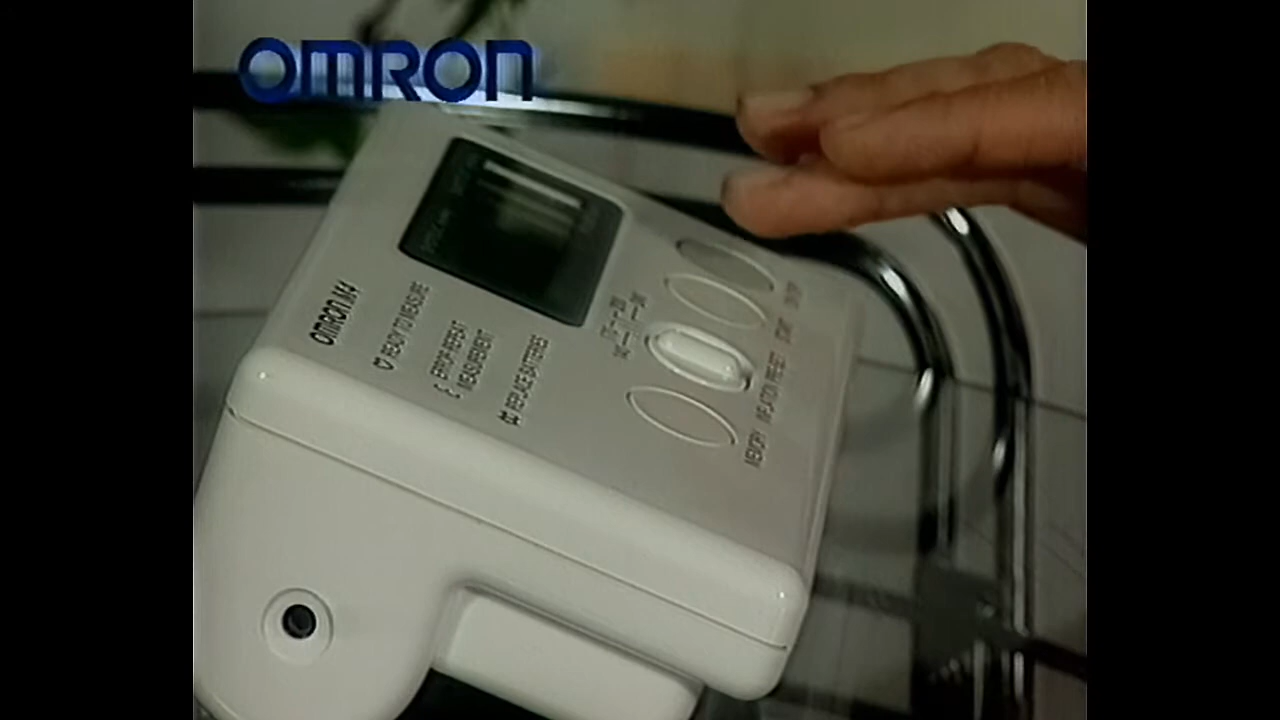 OMRON
OMRON M4
♡ READY TO MEASURE
E ERROR-REPEAT
MEASUREMENT
REPLACE BATTERIES
ON/OFF
START
INFLATION PRESET
MEMORY